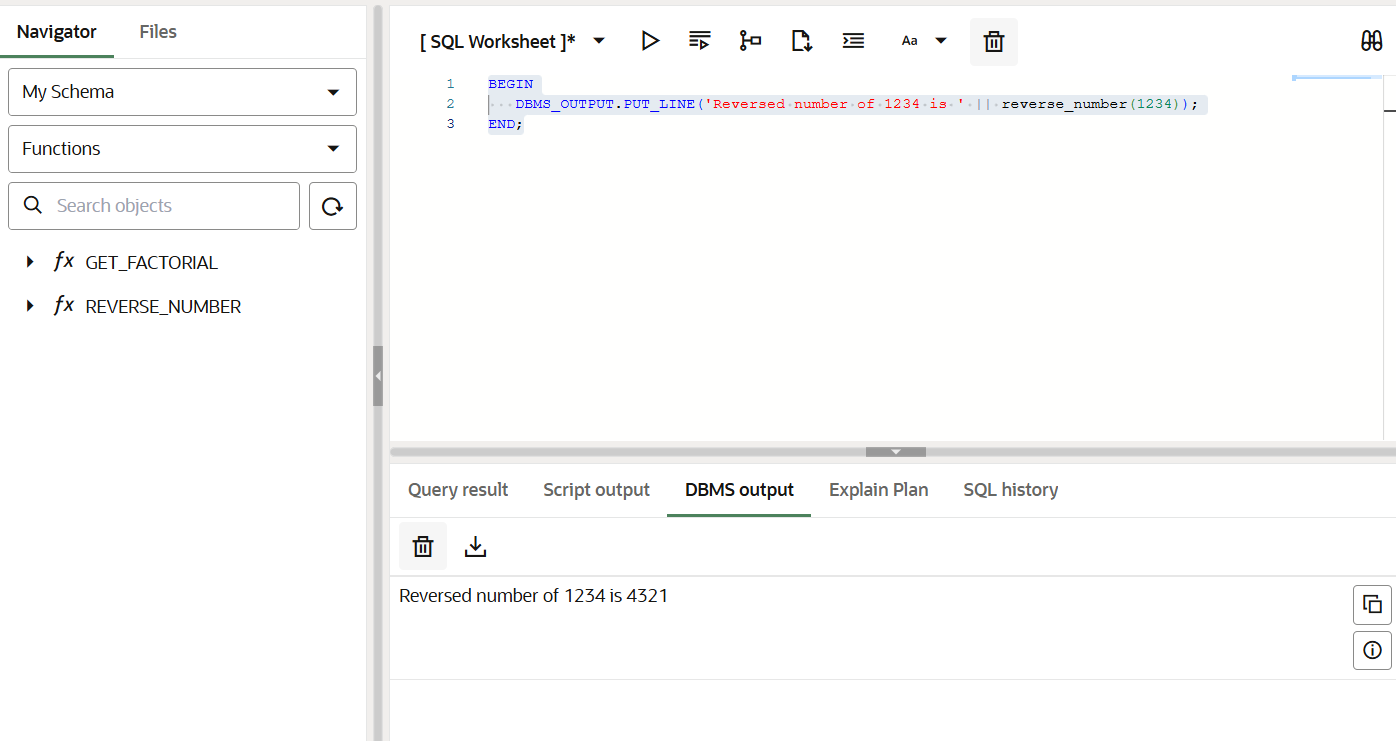 Navigator Files
My Schema
Functions
Search objects
fx GET_FACTORIAL
fx REVERSE_NUMBER
[ SQL Worksheet ]* Aa
1 BEGIN
2 DBMS_OUTPUT.PUT_LINE('Reversed number of 1234 is ' || reverse_number(1234));
3 END;
Query result Script output DBMS output Explain Plan SQL history
Reversed number of 1234 is 4321